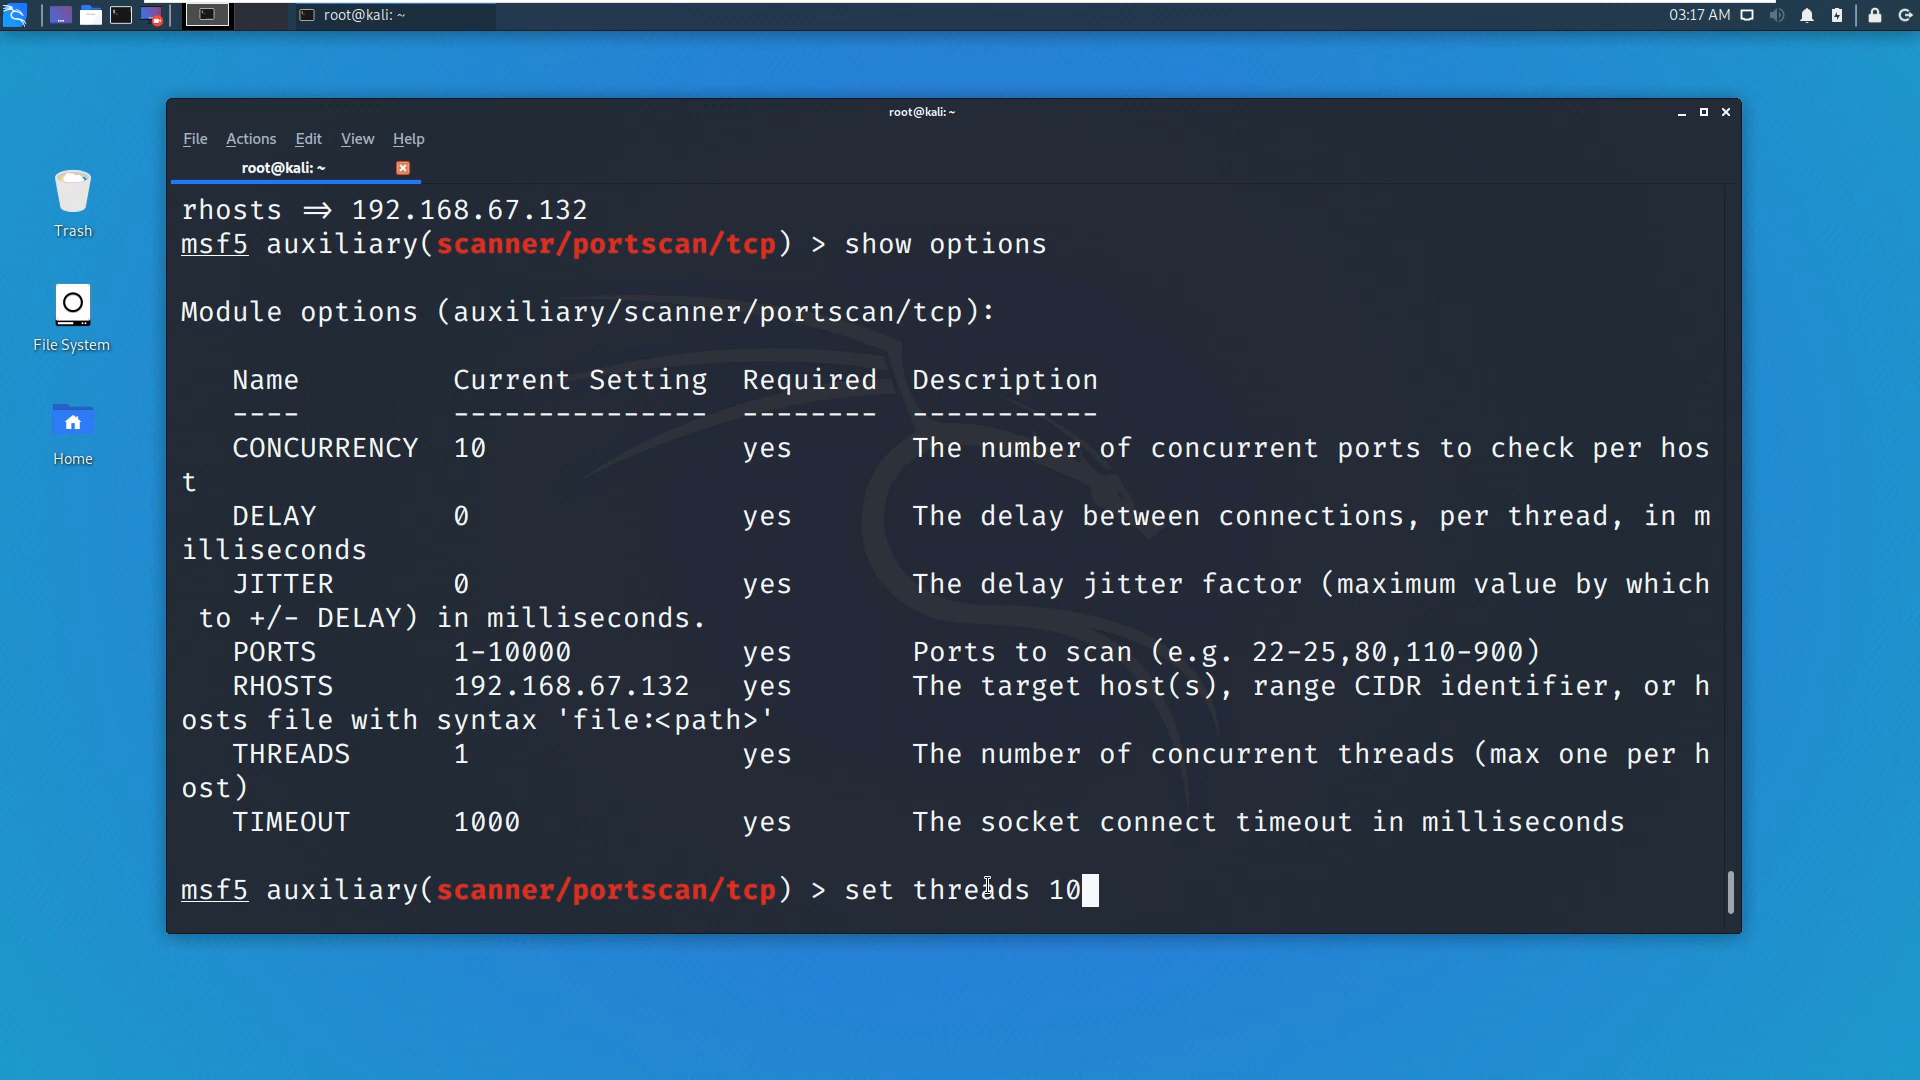 root@kali: ~
03:17 AM
root@kali: ~
File Actions Edit View Help
root@kali: ~
Trash
File System
Home
rhosts ⇒ 192.168.67.132
msf5 auxiliary(scanner/portscan/tcp) > show options
Module options (auxiliary/scanner/portscan/tcp):
Name Current Setting Required Description
---- --------------- -------- -----------
CONCURRENCY 10 yes The number of concurrent ports to check per hos
t
DELAY 0 yes The delay between connections, per thread, in m
illiseconds
JITTER 0 yes The delay jitter factor (maximum value by which
to +/- DELAY) in milliseconds.
PORTS 1-10000 yes Ports to scan (e.g. 22-25,80,110-900)
RHOSTS 192.168.67.132 yes The target host(s), range CIDR identifier, or h
osts file with syntax 'file:<path>'
THREADS 1 yes The number of concurrent threads (max one per h
ost)
TIMEOUT 1000 yes The socket connect timeout in milliseconds
msf5 auxiliary(scanner/portscan/tcp) > set threads 10